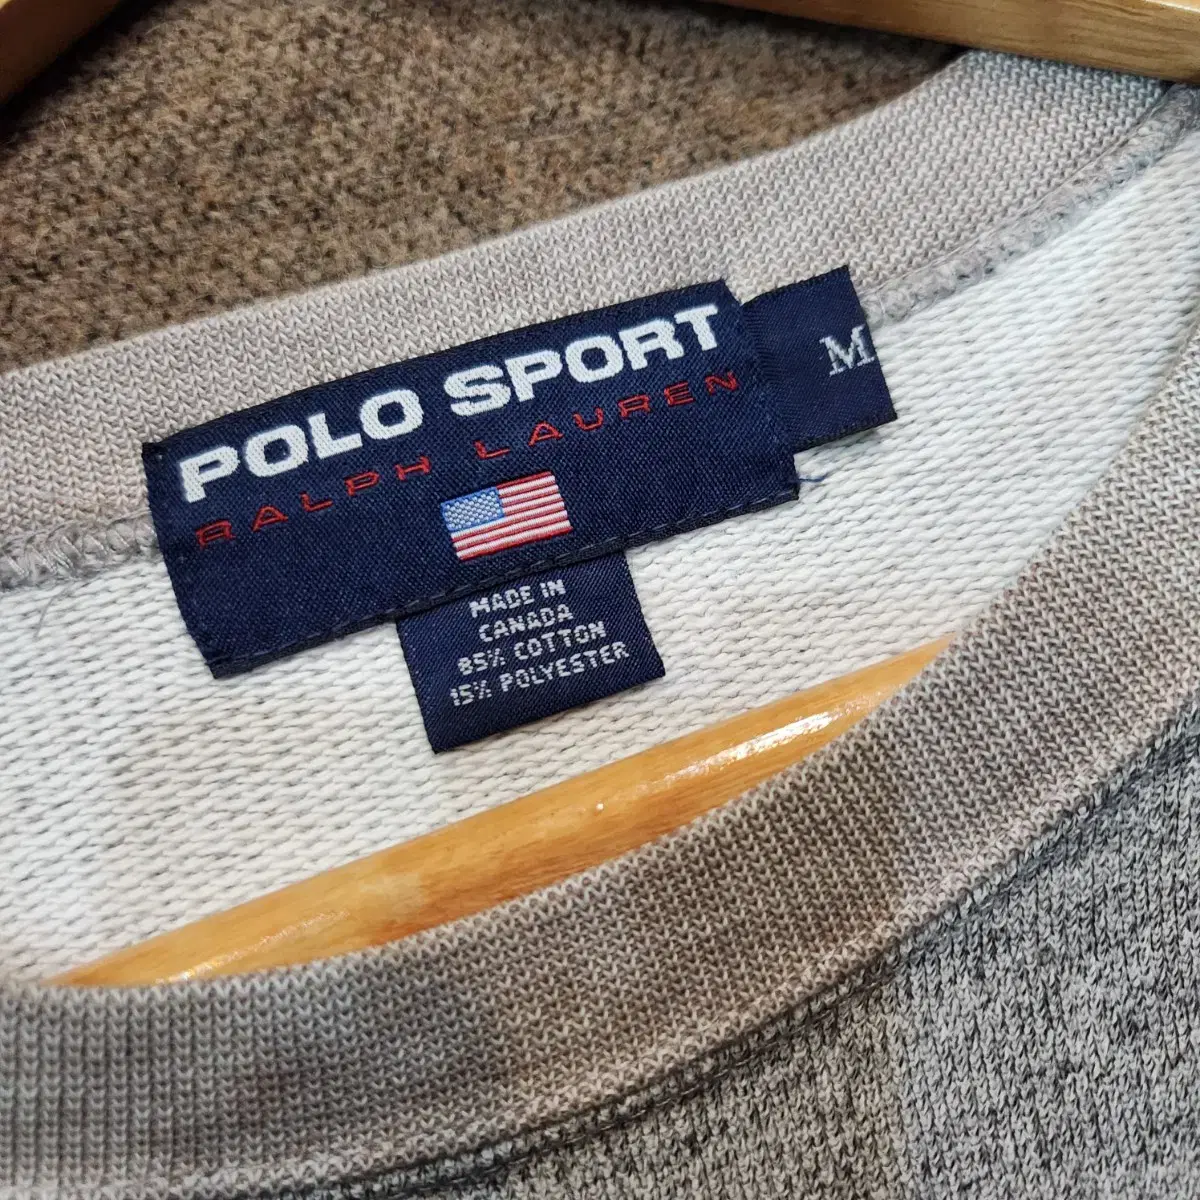 POLO SPORT
RALPH LAUREN
M
MADE IN
CANADA
85% COTTON
15% POLYESTER